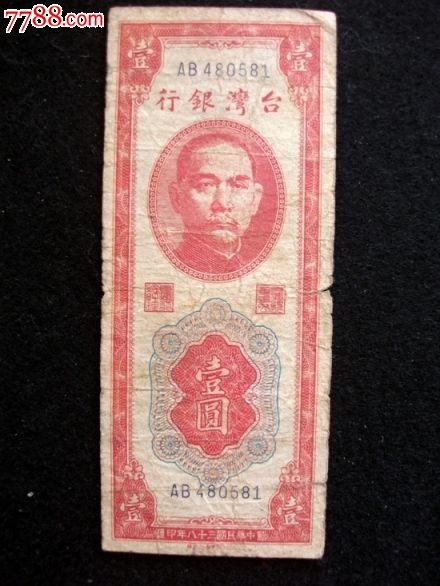 7788.com
壹 壹
AB 480581
行銀灣台
壹
圓
AB 480581
壹 壹
印年八十三國民華中